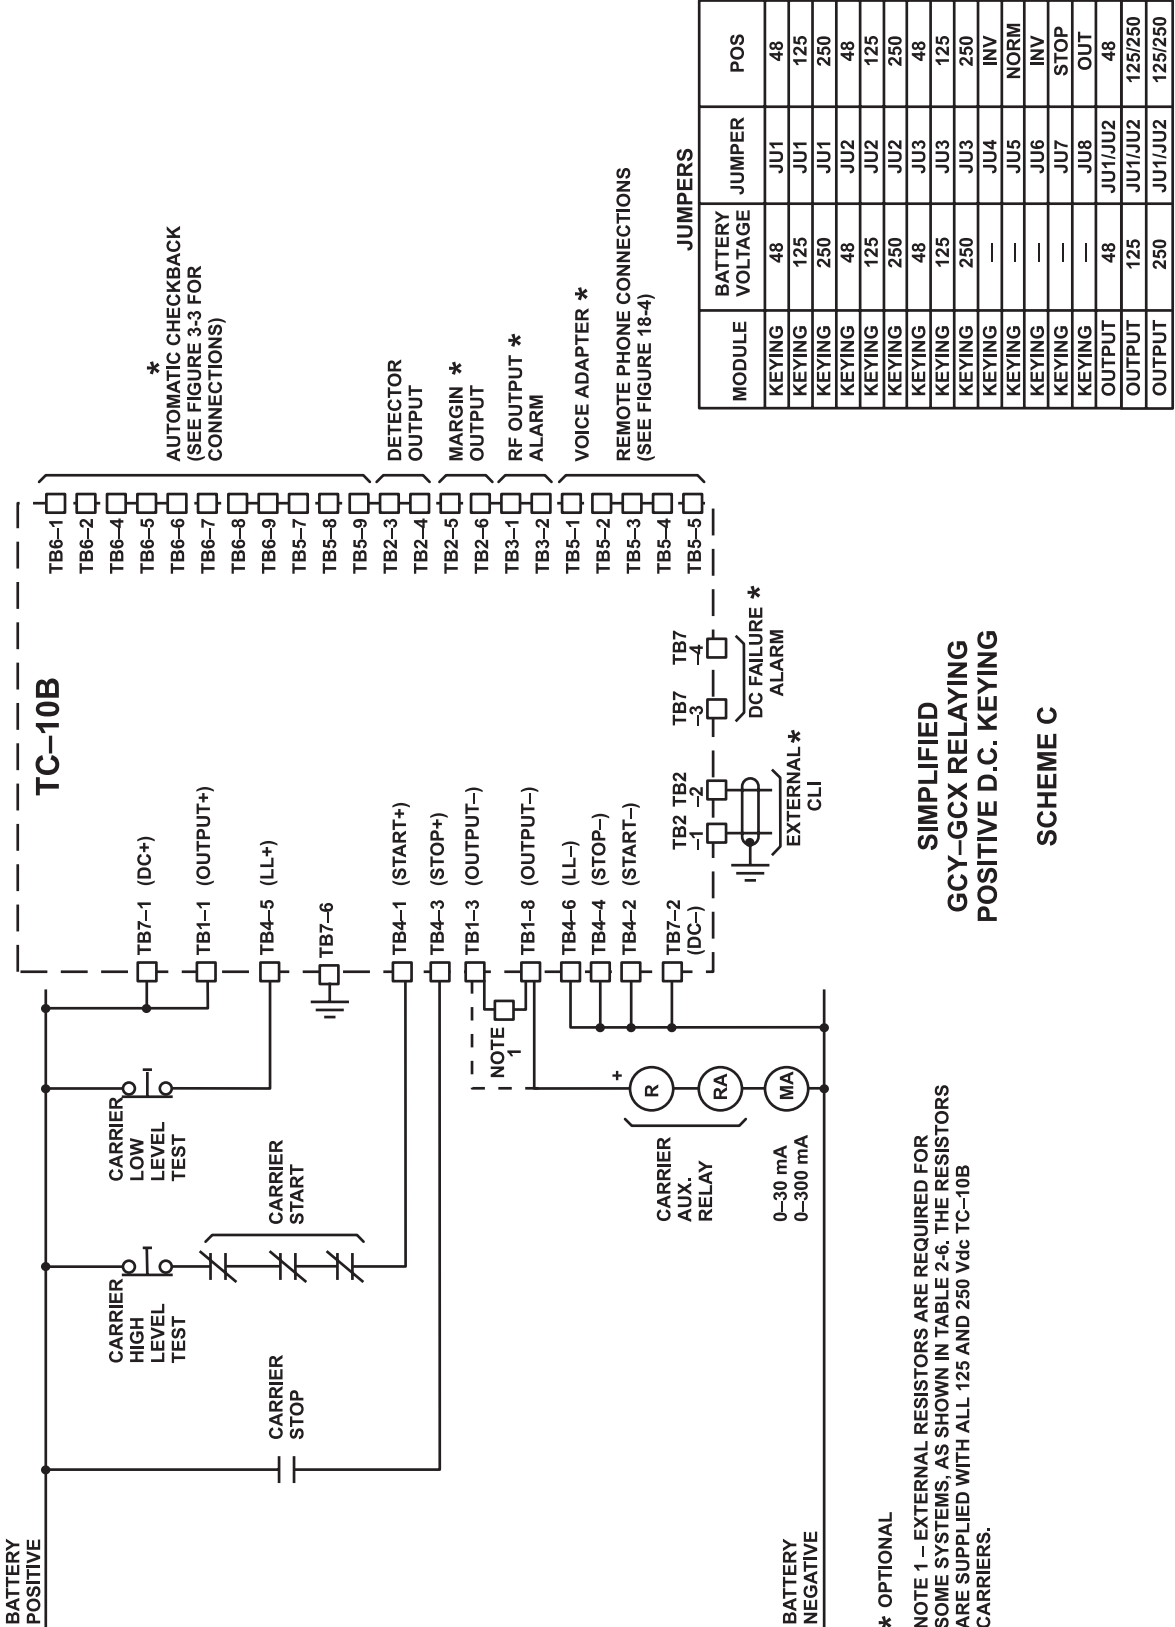 BATTERY
POSITIVE
CARRIER
STOP
CARRIER
HIGH
LEVEL
TEST
CARRIER
START
CARRIER
LOW
LEVEL
TEST
TC–10B
TB7–1 (DC+)
TB1–1 (OUTPUT+)
TB4–5 (LL+)
TB7–6
TB4–1 (START+)
TB4–3 (STOP+)
TB1–3 (OUTPUT–)
TB1–8 (OUTPUT–)
TB4–6 (LL–)
TB4–4 (STOP–)
TB4–2 (START–)
TB7–2
(DC–)
NOTE
1
+
R
RA
MA
CARRIER
AUX.
RELAY
0–30 mA
0–300 mA
BATTERY
NEGATIVE
TB2
–1
TB2
–2
EXTERNAL *
CLI
TB7
–3
TB7
–4
DC FAILURE *
ALARM
TB6–1
TB6–2
TB6–4
TB6–5
TB6–6
TB6–7
TB6–8
TB6–9
TB5–7
TB5–8
TB5–9
TB2–3
TB2–4
TB2–5
TB2–6
TB3–1
TB3–2
TB5–1
TB5–2
TB5–3
TB5–4
TB5–5
*
AUTOMATIC CHECKBACK
(SEE FIGURE 3-3 FOR
CONNECTIONS)
DETECTOR
OUTPUT
MARGIN *
OUTPUT
RF OUTPUT *
ALARM
VOICE ADAPTER *
REMOTE PHONE CONNECTIONS
(SEE FIGURE 18-4)
JUMPERS
MODULE BATTERY VOLTAGE JUMPER POS
KEYING 48 JU1 48
KEYING 125 JU1 125
KEYING 250 JU1 250
KEYING 48 JU2 48
KEYING 125 JU2 125
KEYING 250 JU2 250
KEYING 48 JU3 48
KEYING 125 JU3 125
KEYING 250 JU3 250
KEYING — JU4 INV
KEYING — JU5 NORM
KEYING — JU6 INV
KEYING — JU7 STOP
KEYING — JU8 OUT
OUTPUT 48 JU1/JU2 48
OUTPUT 125 JU1/JU2 125/250
OUTPUT 250 JU1/JU2 125/250
* OPTIONAL
NOTE 1 – EXTERNAL RESISTORS ARE REQUIRED FOR
SOME SYSTEMS, AS SHOWN IN TABLE 2-6. THE RESISTORS
ARE SUPPLIED WITH ALL 125 AND 250 Vdc TC–10B
CARRIERS.
SIMPLIFIED
GCY–GCX RELAYING
POSITIVE D.C. KEYING
SCHEME C